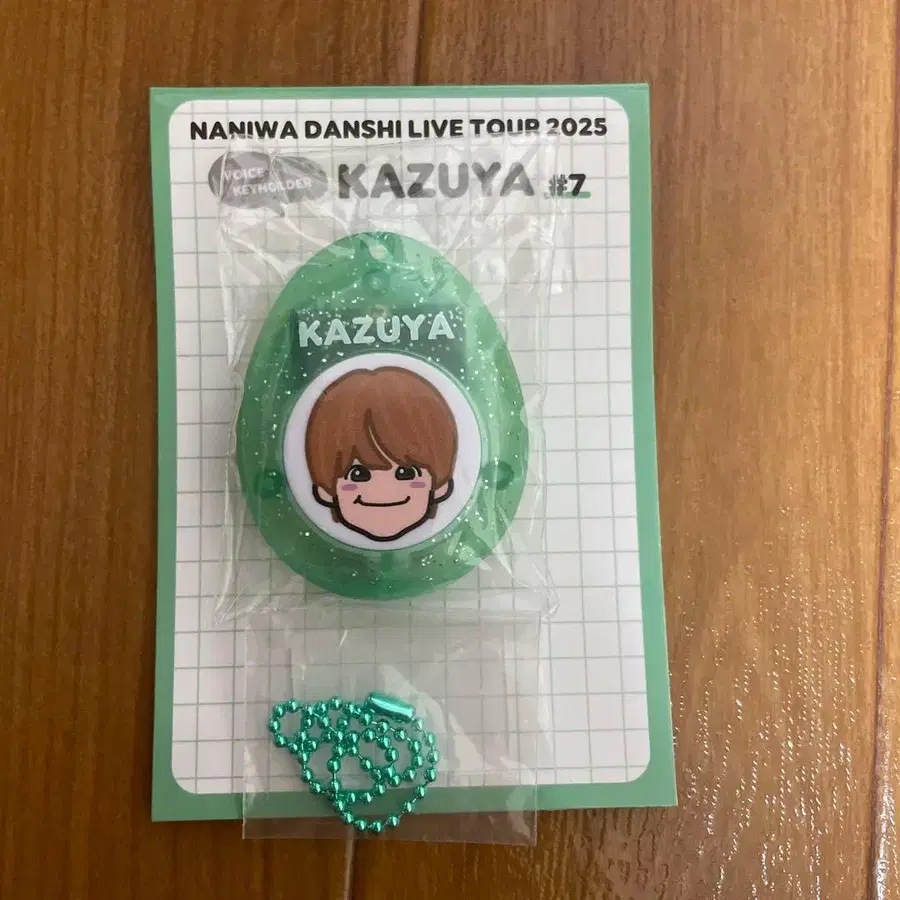 NANIWA DANSHI LIVE TOUR 2025
VOICE
KEYHOLDER
KAZUYA #7
KAZUYA